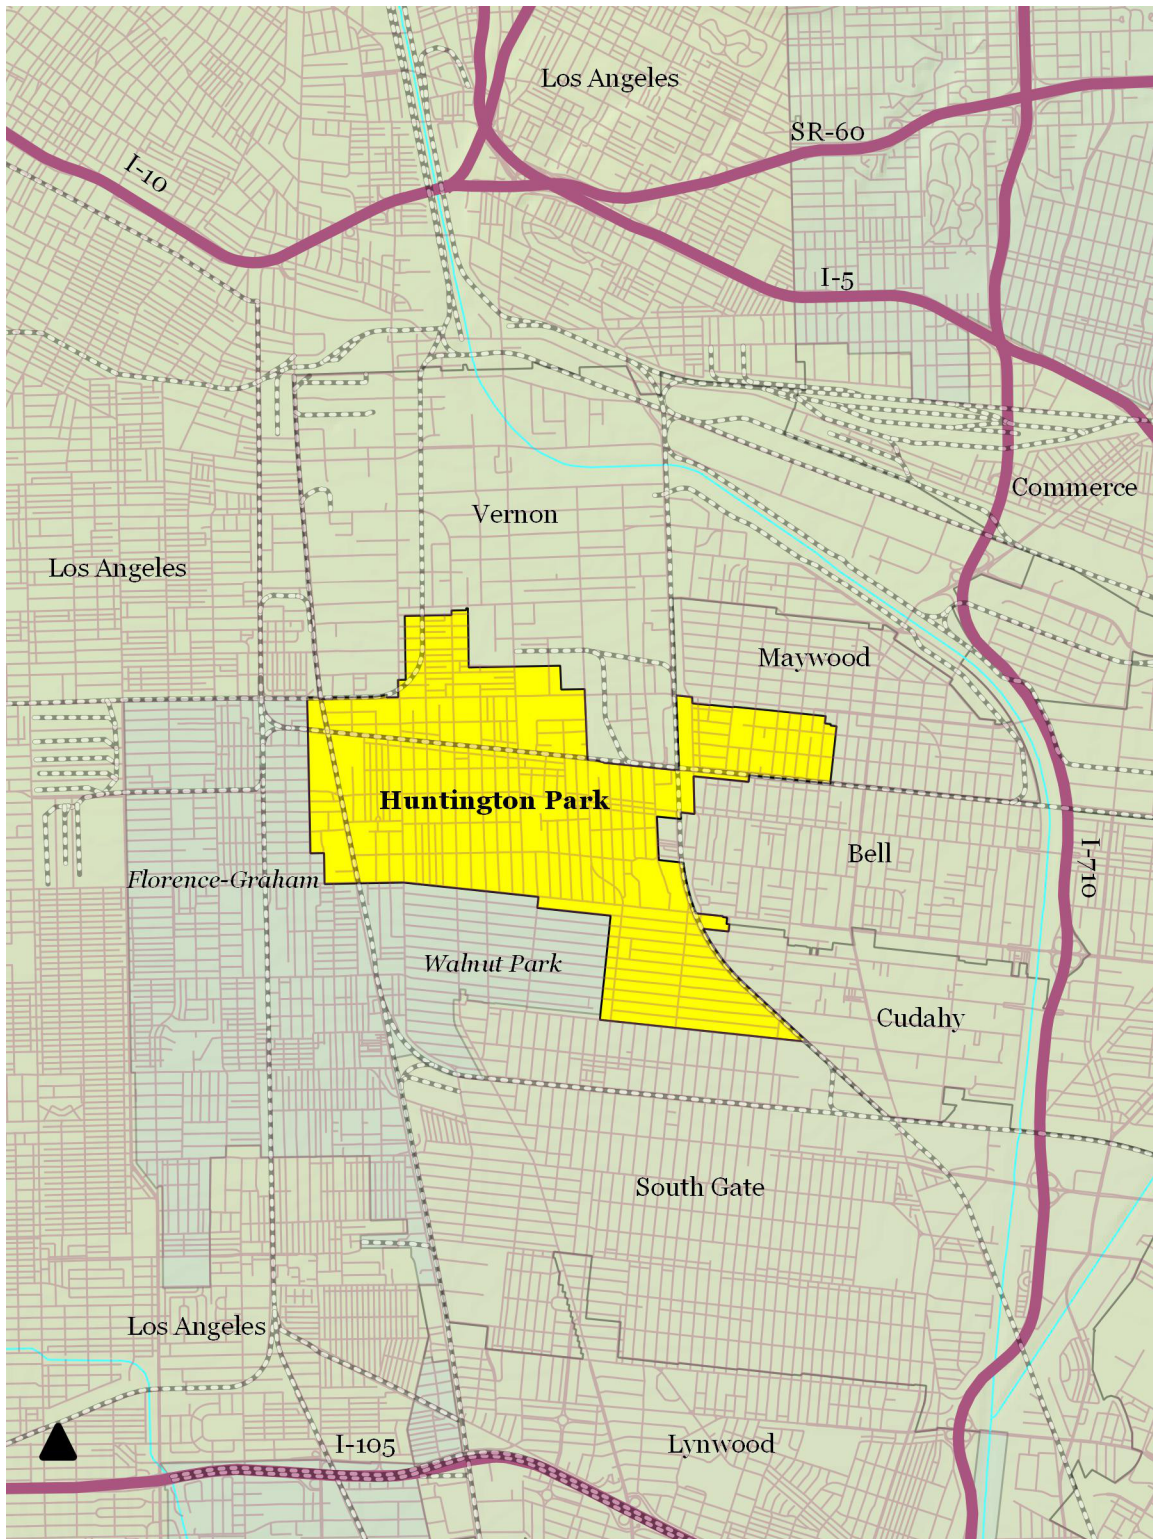 Los Angeles
SR-60
I-10
I-5
Commerce
Vernon
Los Angeles
Maywood
Huntington Park
Bell
I-710
Florence-Graham
Walnut Park
Cudahy
South Gate
Los Angeles
I-105
Lynwood